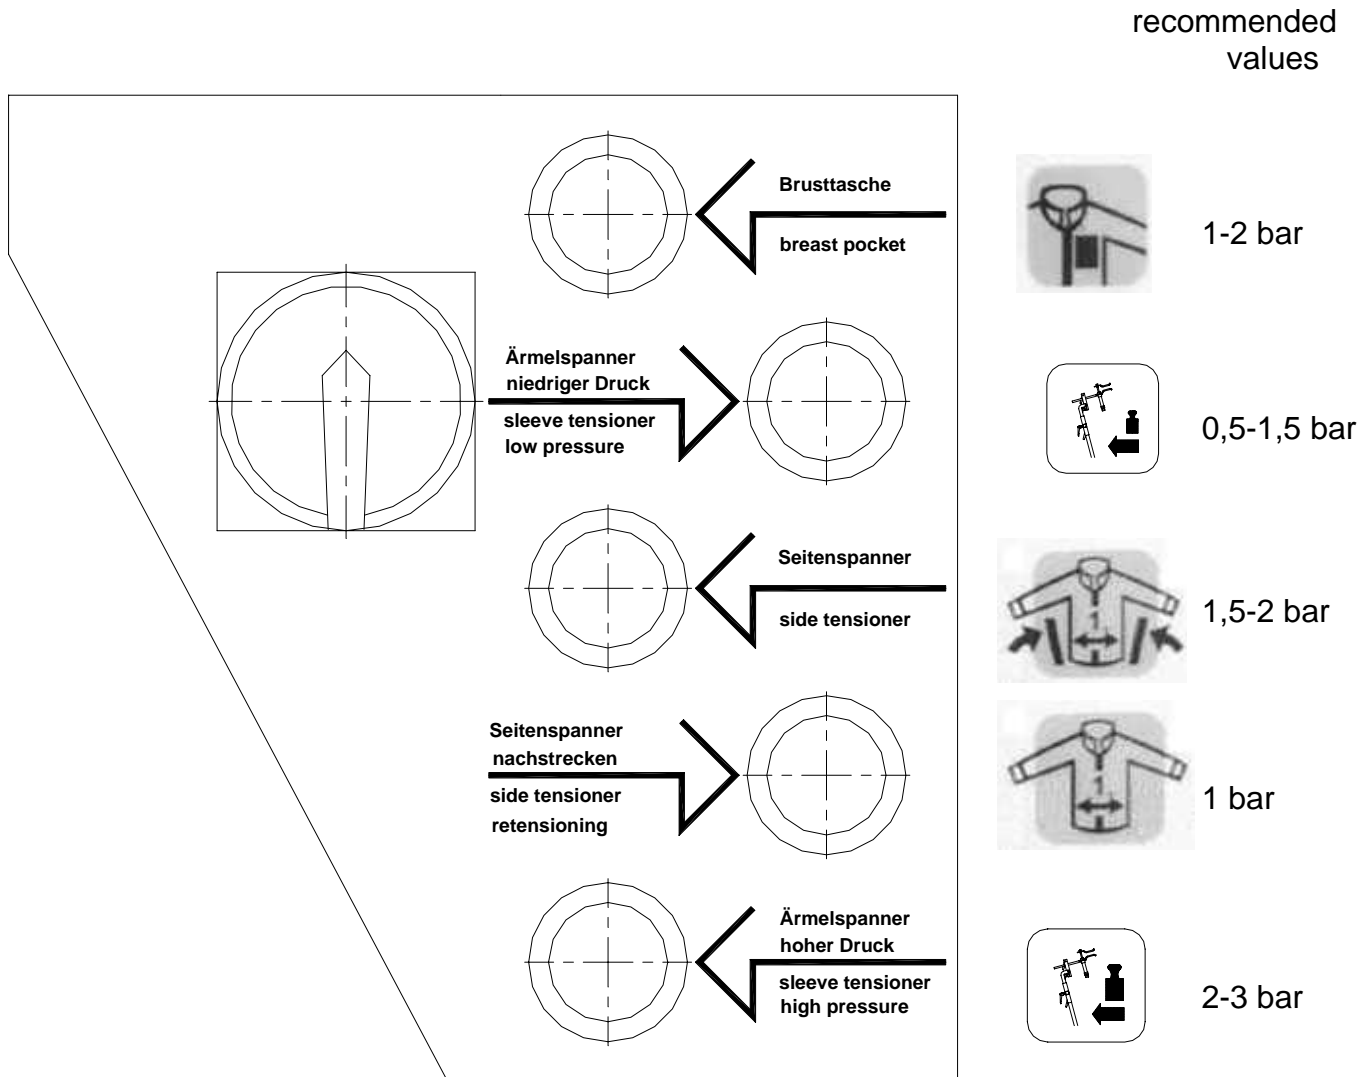 recommended
values
Brusttasche
breast pocket
1-2 bar
Ärmelspanner
niedriger Druck
sleeve tensioner
low pressure
0,5-1,5 bar
Seitenspanner
side tensioner
1
1,5-2 bar
Seitenspanner
nachstrecken
side tensioner
retensioning
1
1 bar
Ärmelspanner
hoher Druck
sleeve tensioner
high pressure
2-3 bar